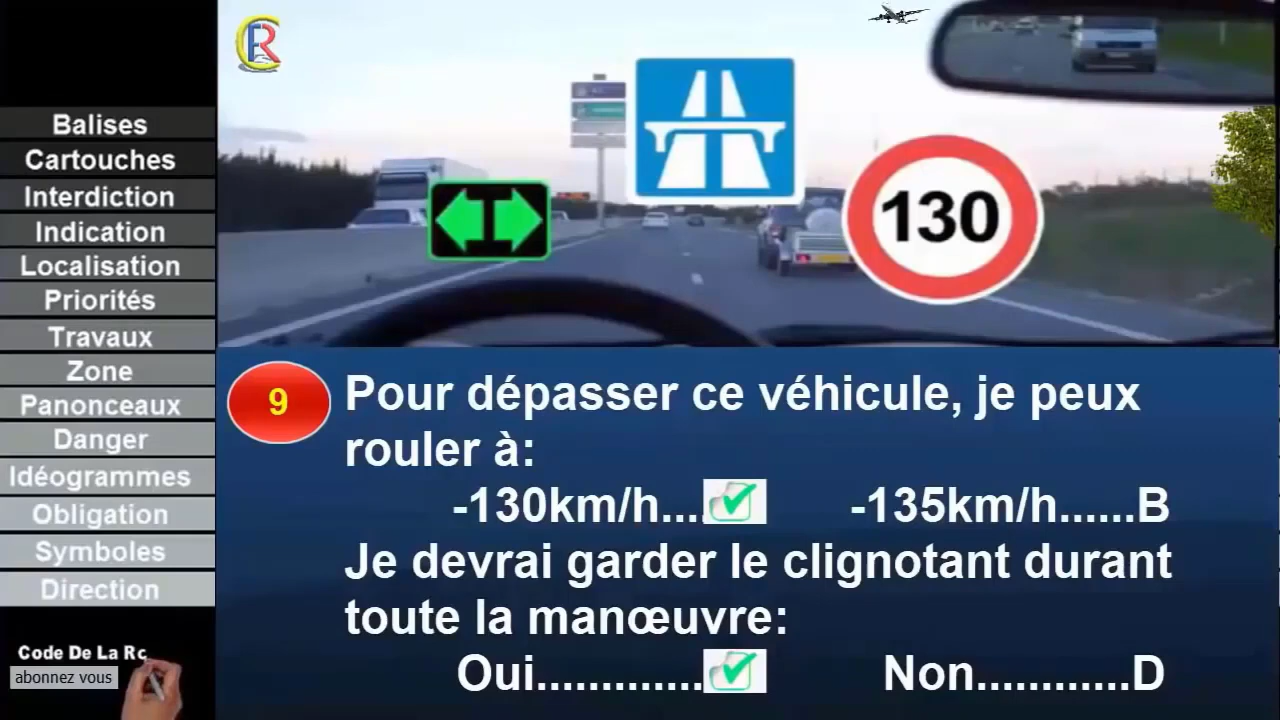 CFR
130
Balises
Cartouches
Interdiction
Indication
Localisation
Priorités
Travaux
Zone
Panonceaux
Danger
Idéogrammes
Obligation
Symboles
Direction
Code De La Rc
abonnez vous
9
Pour dépasser ce véhicule, je peux
rouler à:
-130km/h.... -135km/h......B
Je devrai garder le clignotant durant
toute la manœuvre:
Oui............. Non............D